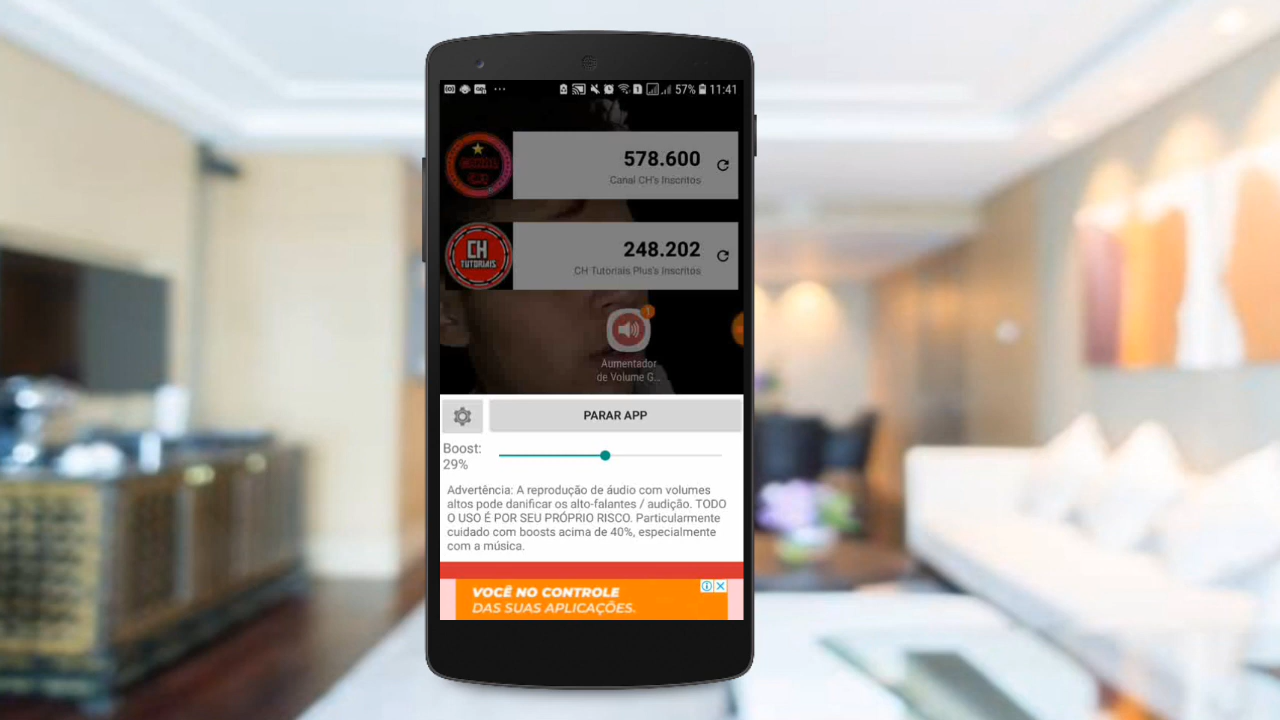 57% 11:41
578.600
Canal CH's Inscritos
CH
TUTORIAIS
248.202
CH Tutoriais Plus's Inscritos
1
Aumentador
de Volume G...
PARAR APP
Boost:
29%
Advertência: A reprodução de áudio com volumes
altos pode danificar os alto-falantes / audição. TODO
O USO É POR SEU PRÓPRIO RISCO. Particularmente
cuidado com boosts acima de 40%, especialmente
com a música.
VOCÊ NO CONTROLE
DAS SUAS APLICAÇÕES.